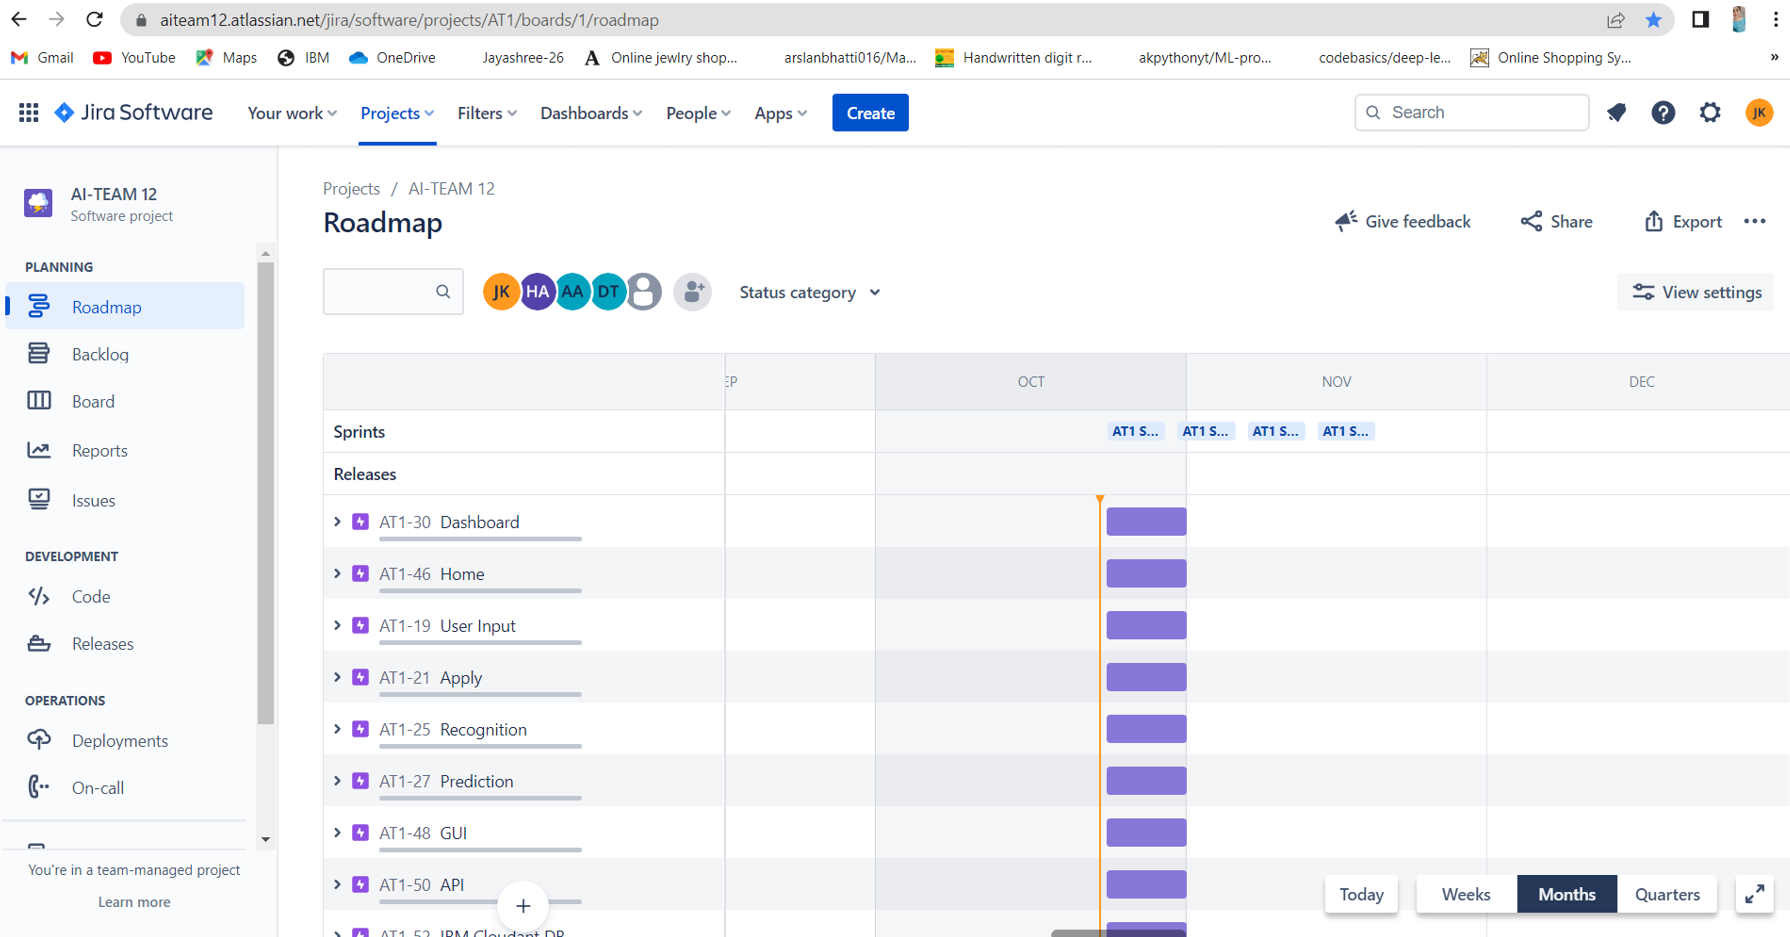 aiteam12.atlassian.net/jira/software/projects/AT1/boards/1/roadmap
Gmail YouTube Maps IBM OneDrive Jayashree-26 Online jewlry shop... arslanbhatti016/Ma... Handwritten digit r... akpythonyt/ML-pro... codebasics/deep-le... Online Shopping Sy... »
Jira Software Your work Projects Filters Dashboards People Apps Create Search JK
AI-TEAM 12
Software project
PLANNING
Roadmap
Backlog
Board
Reports
Issues
DEVELOPMENT
Code
Releases
OPERATIONS
Deployments
On-call
You're in a team-managed project
Learn more
Projects / AI-TEAM 12
Roadmap
Give feedback Share Export
JK HA AA DT Status category View settings
EP OCT NOV DEC
Sprints AT1 S... AT1 S... AT1 S... AT1 S...
Releases
AT1-30 Dashboard
AT1-46 Home
AT1-19 User Input
AT1-21 Apply
AT1-25 Recognition
AT1-27 Prediction
AT1-48 GUI
AT1-50 API
AT1-52 IBM Cloudant DB
Today Weeks Months Quarters